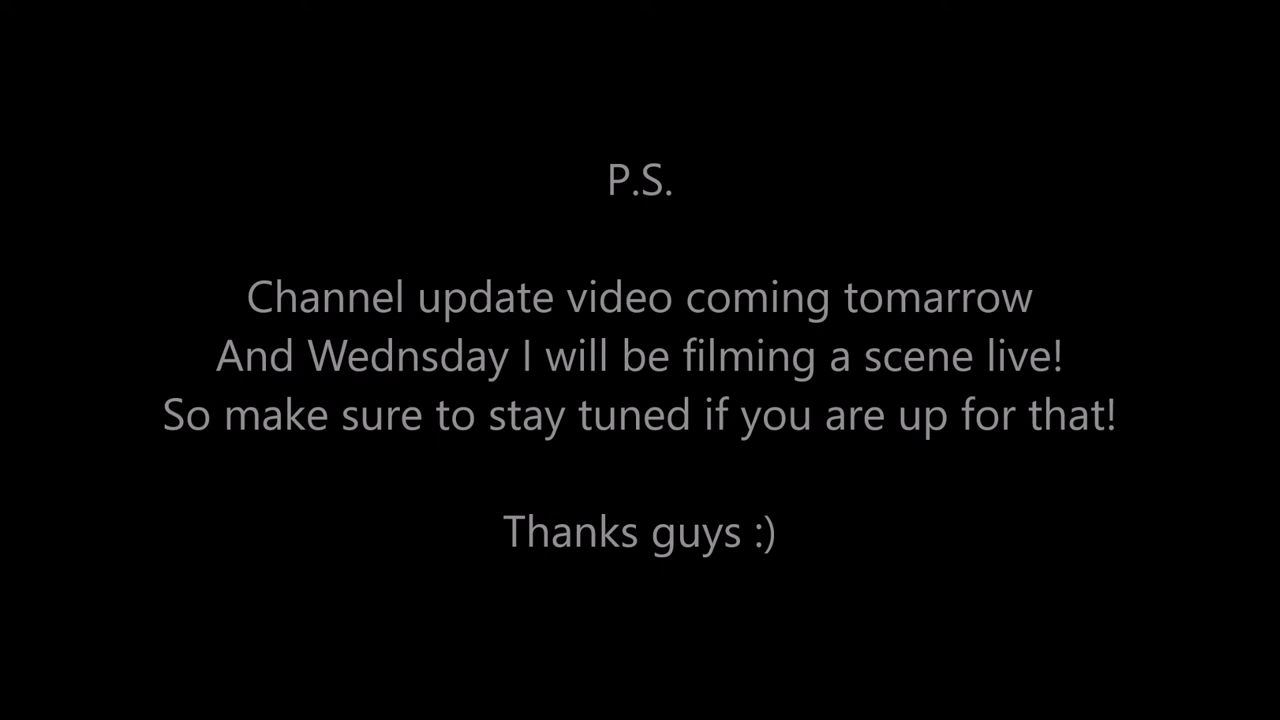 P.S.
Channel update video coming tomarrow
And Wednsday I will be filming a scene live!
So make sure to stay tuned if you are up for that!
Thanks guys :)